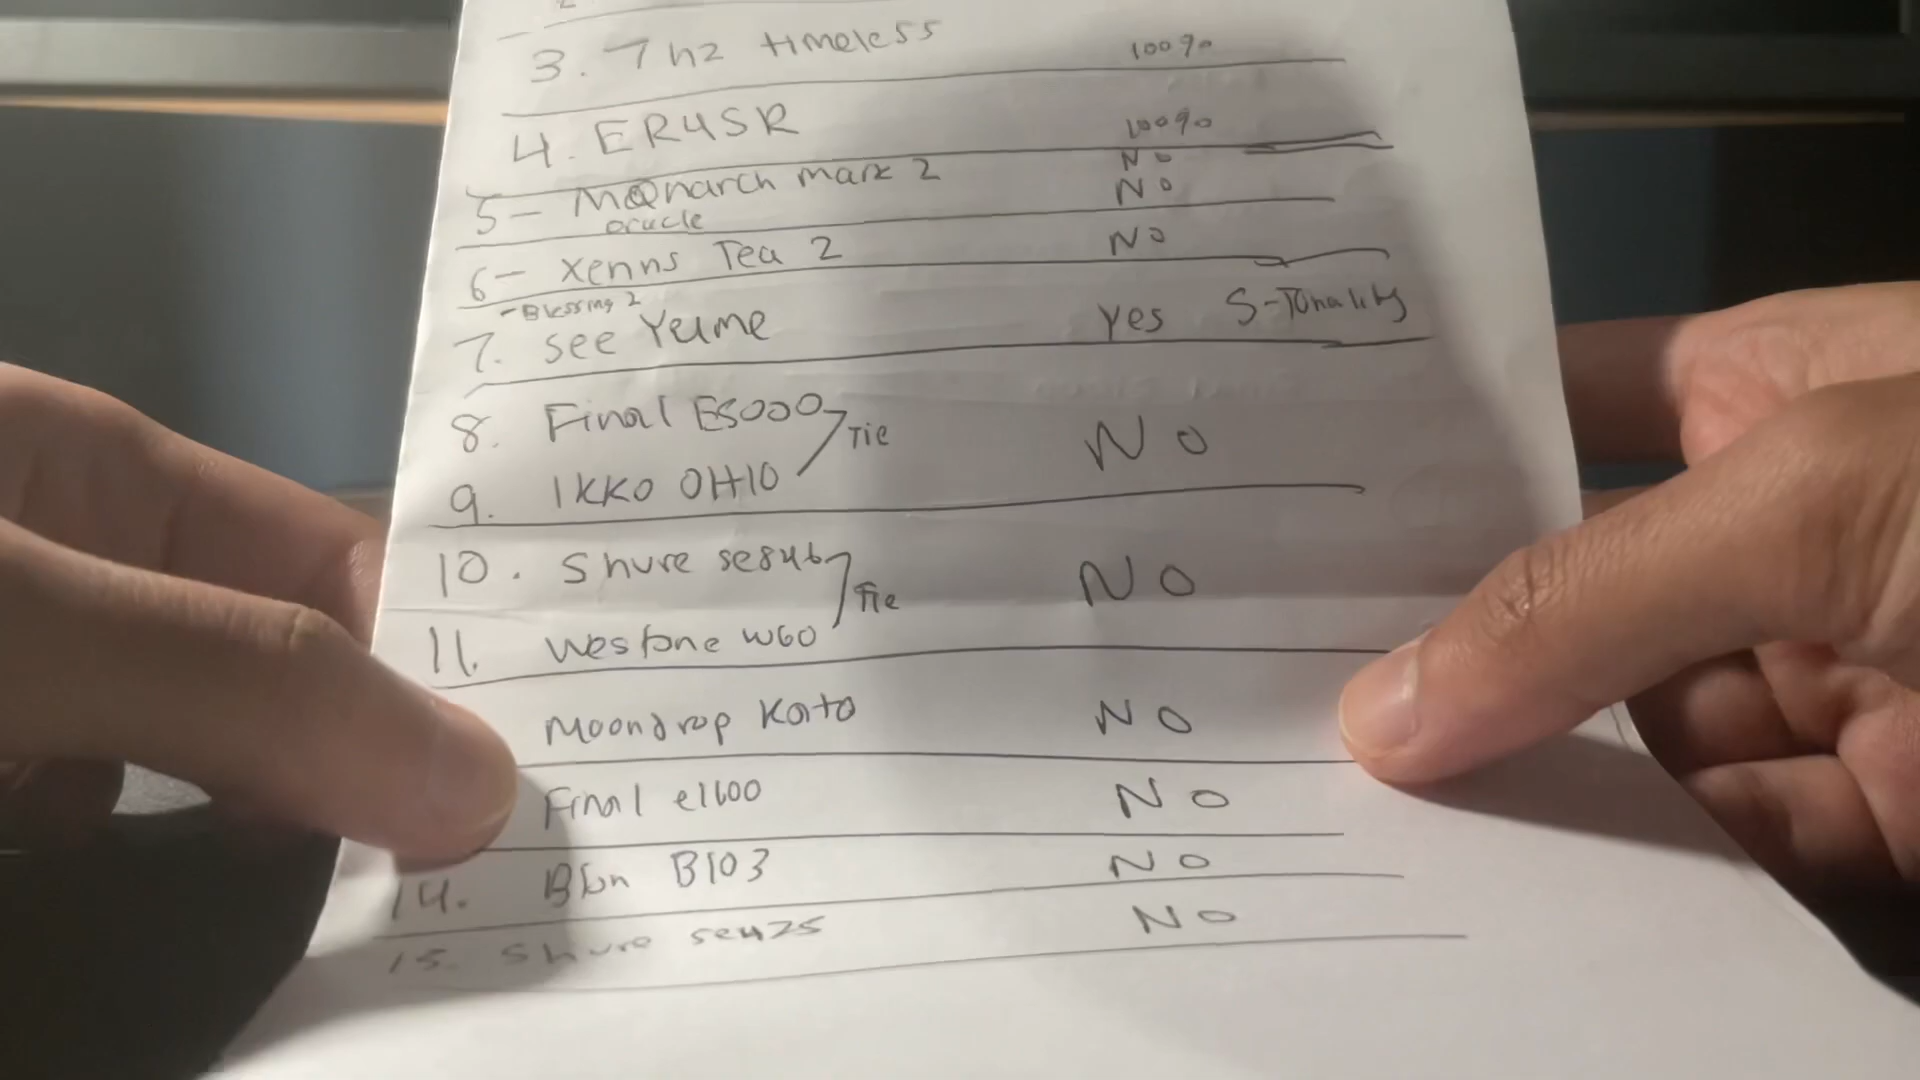 3. 7hz timeless 100%
4. ER4SR 100%
No
5 - Monarch mark 2 No
oracle
6 - Xenns Tea 2 No
- Blessing 2
7. see Yume Yes S-Tonality
8. Final E5000 Tie No
9. IKKO OH10
10. Shure se846 Tie No
11. Westone w60
Moondrop Kato No
Final e1600 No
14. Blon B103 No
15. Shure se425 No